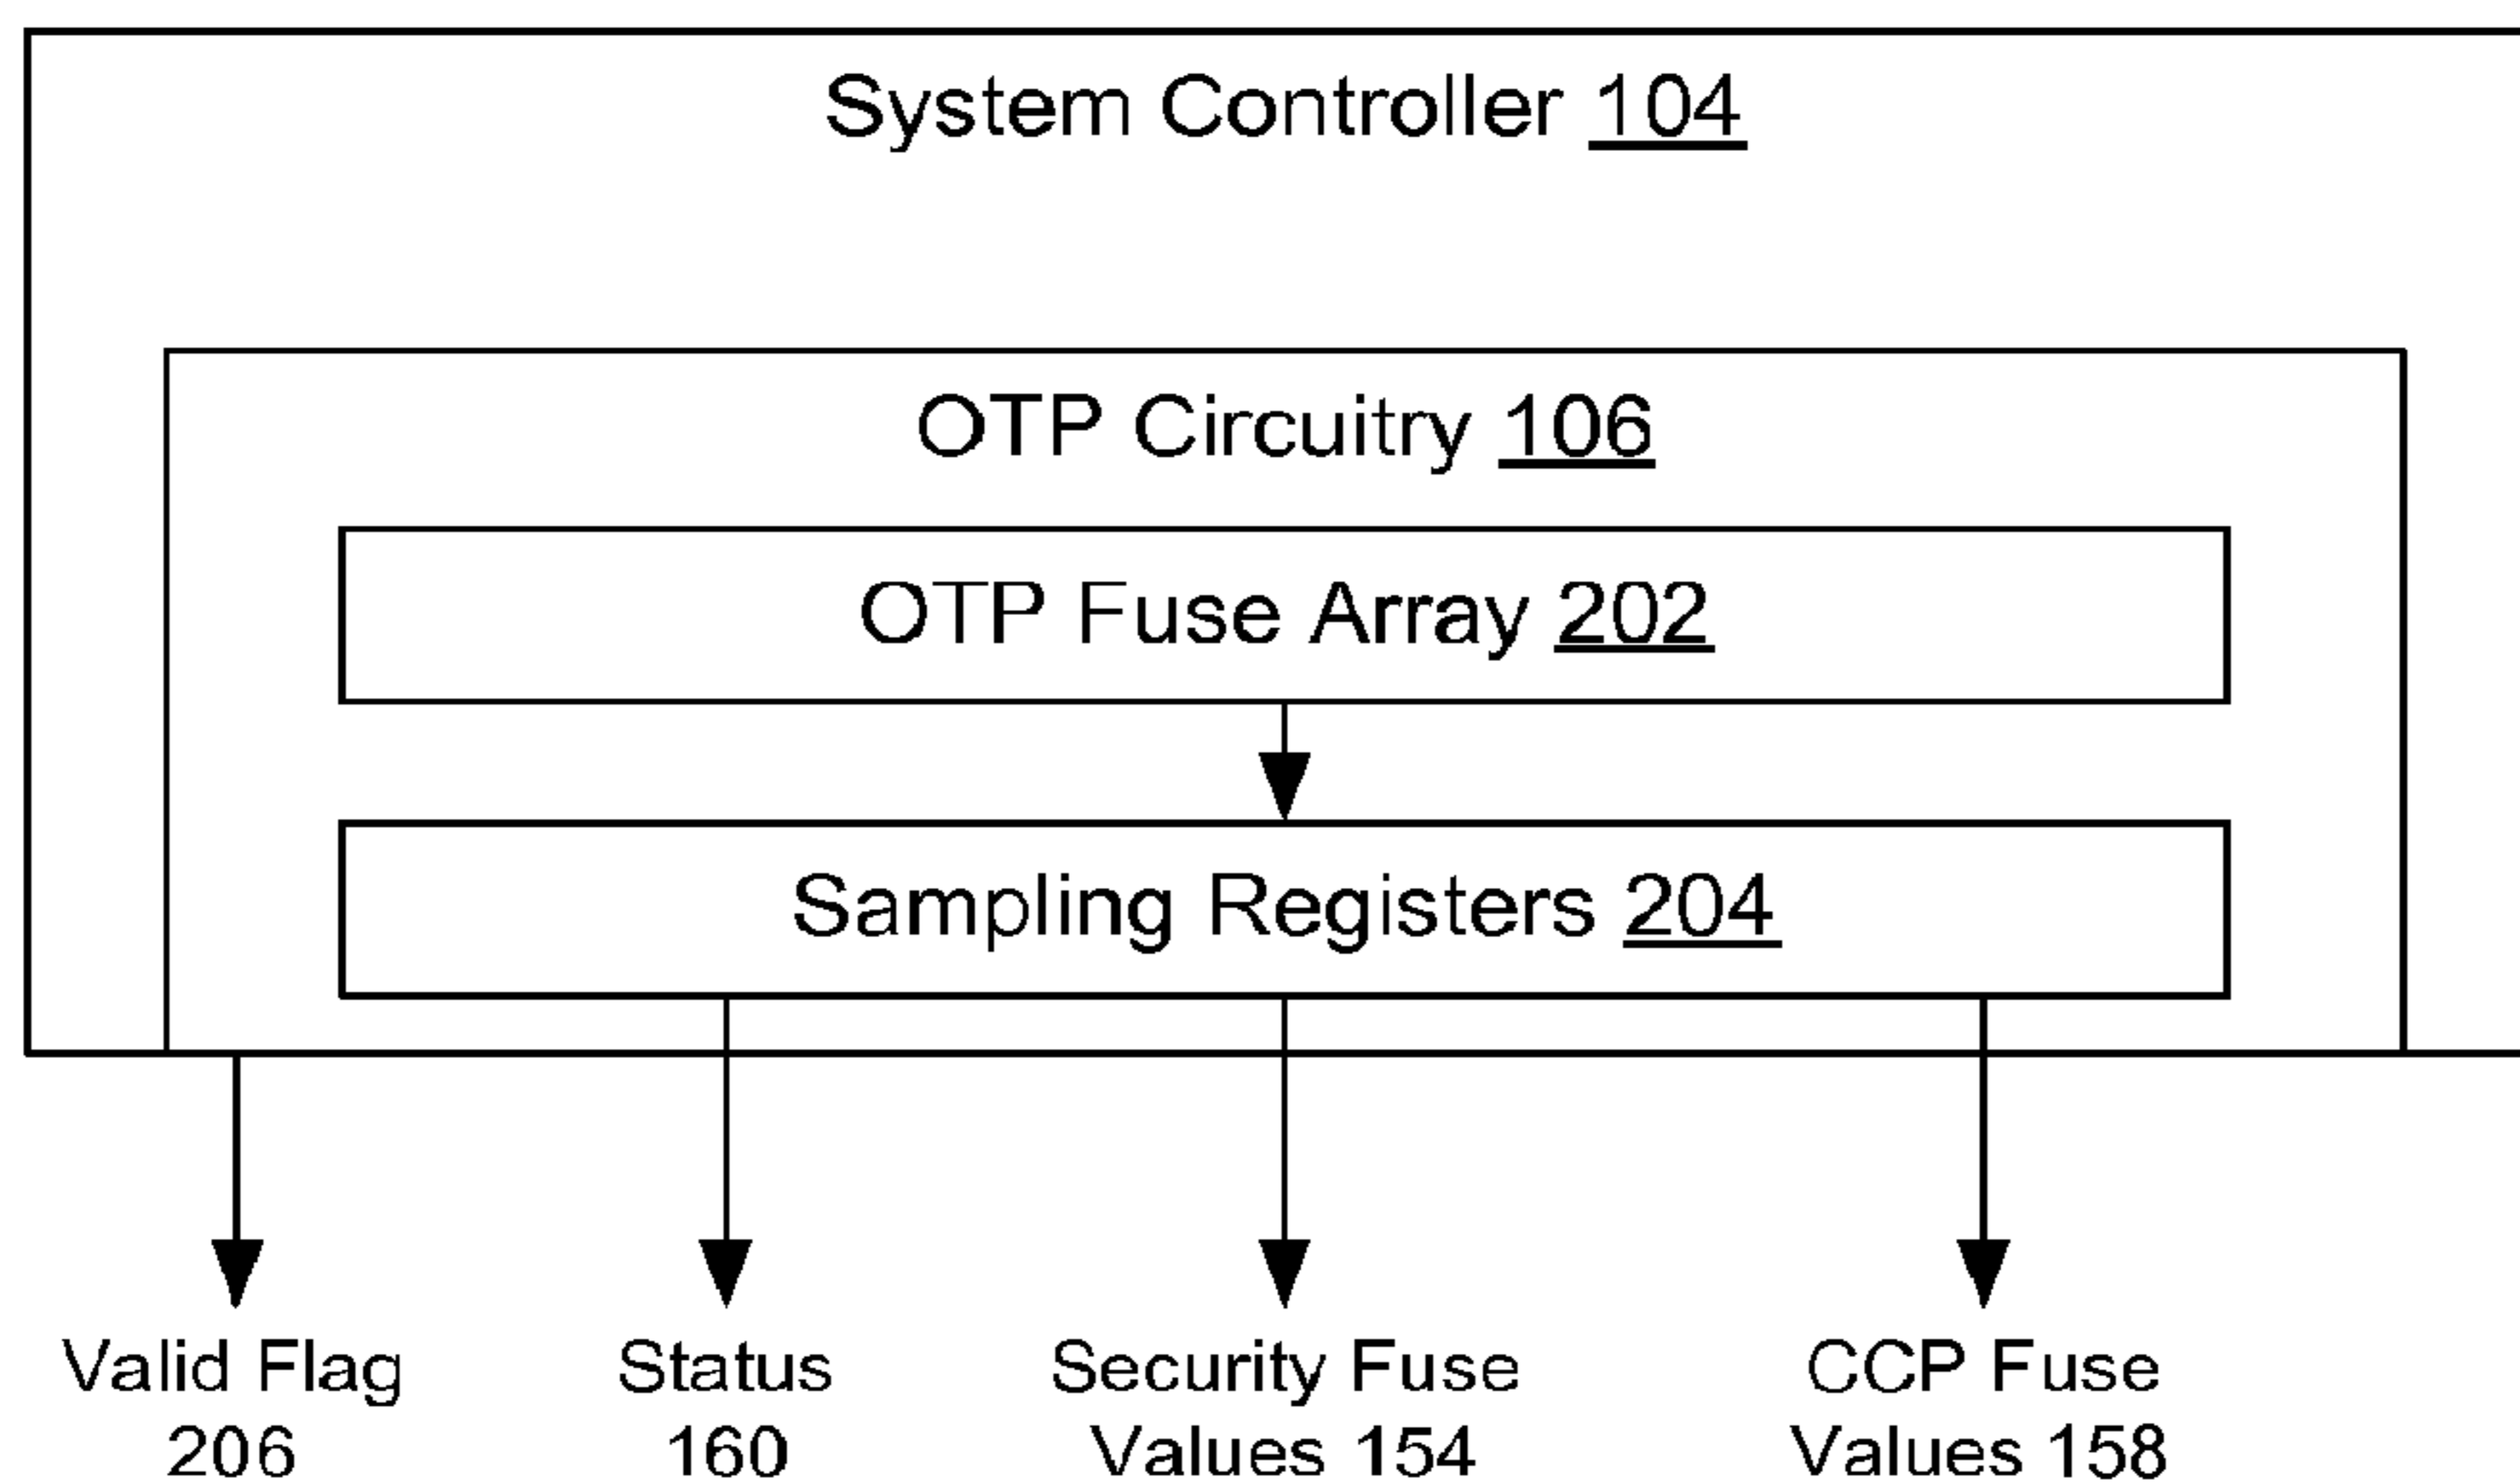 System Controller 104
OTP Circuitry 106
OTP Fuse Array 202
Sampling Registers 204
Valid Flag
206
Status
160
Security Fuse
Values 154
CCP Fuse
Values 158